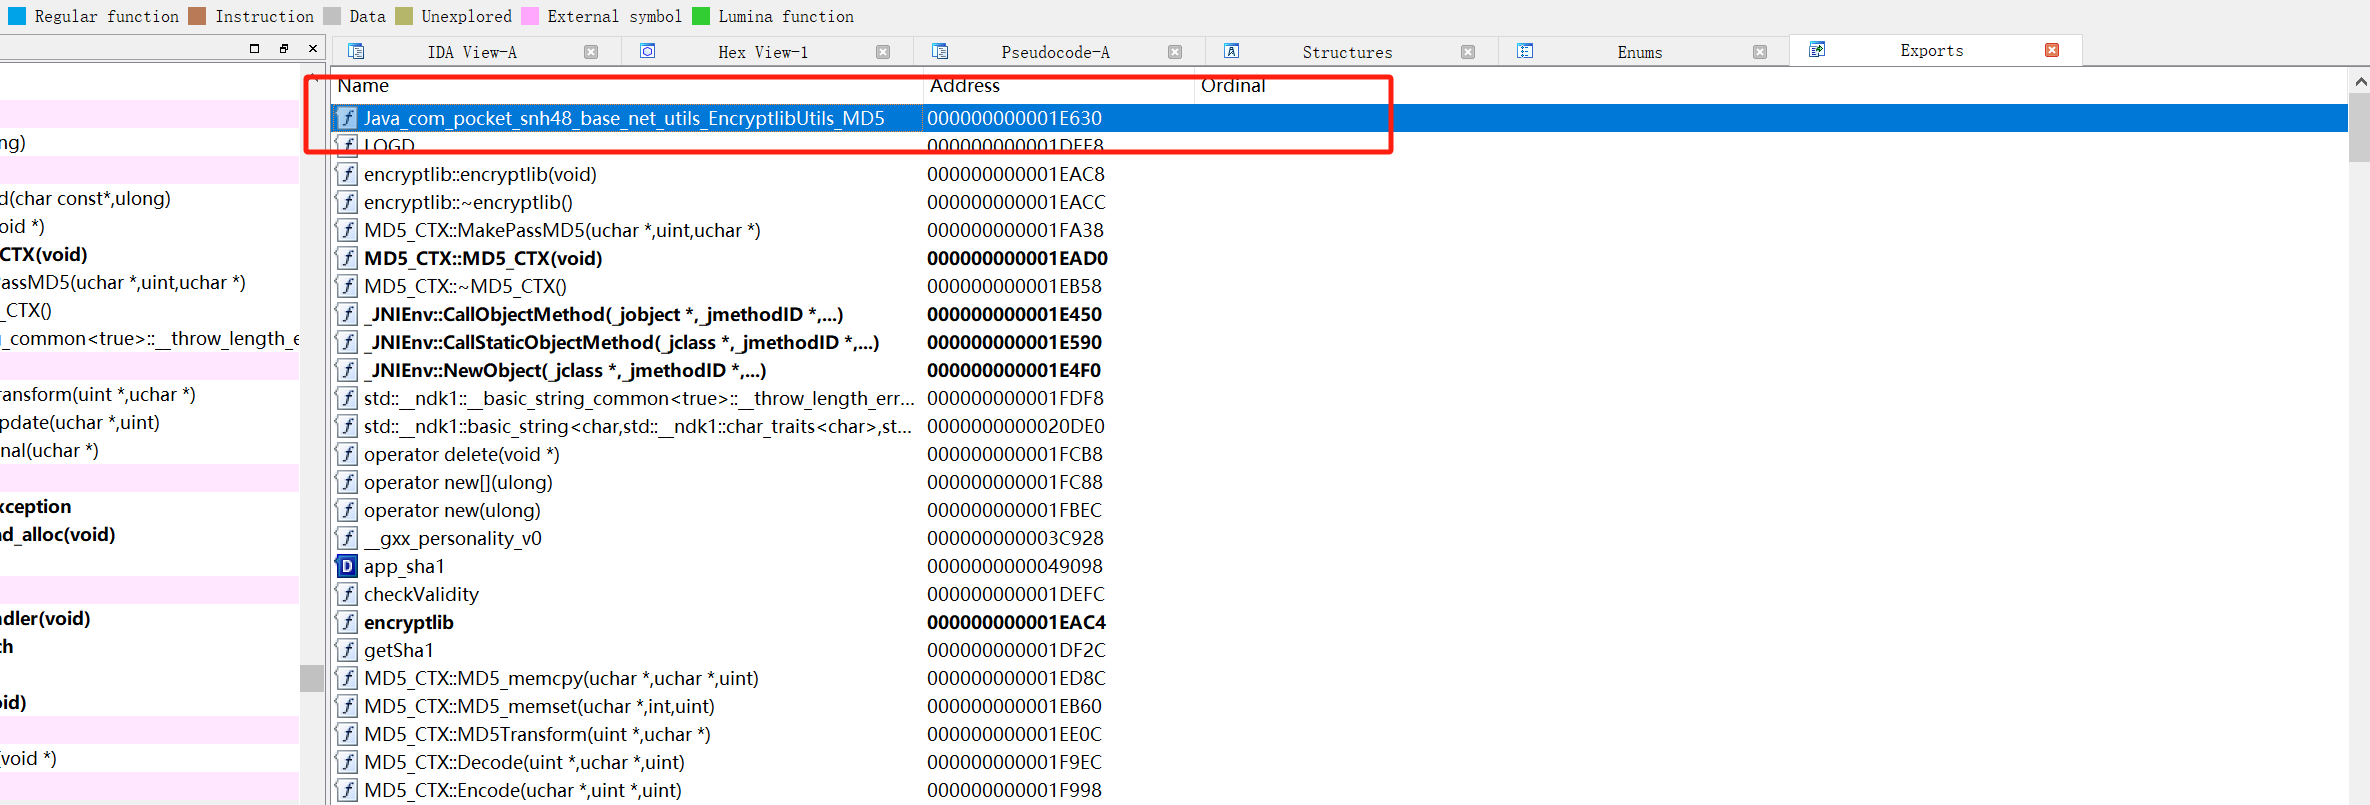 Regular function Instruction Data Unexplored External symbol Lumina function
IDA View-A Hex View-1 Pseudocode-A Structures Enums Exports
Name Address Ordinal
Java_com_pocket_snh48_base_net_utils_EncryptlibUtils_MD5 000000000001E630
ng) LOGD 000000000001DEE8
encryptlib::encryptlib(void) 000000000001EAC8
d(char const*,ulong) encryptlib::~encryptlib() 000000000001EACC
oid *) MD5_CTX::MakePassMD5(uchar *,uint,uchar *) 000000000001FA38
CTX(void) MD5_CTX::MD5_CTX(void) 000000000001EAD0
PassMD5(uchar *,uint,uchar *) MD5_CTX::~MD5_CTX() 000000000001EB58
_CTX() _JNIEnv::CallObjectMethod(_jobject *,_jmethodID *,...) 000000000001E450
_common<true>::__throw_length_e _JNIEnv::CallStaticObjectMethod(_jclass *,_jmethodID *,...) 000000000001E590
_JNIEnv::NewObject(_jclass *,_jmethodID *,...) 000000000001E4F0
ransform(uint *,uchar *) std::__ndk1::__basic_string_common<true>::__throw_length_err... 000000000001FDF8
pdate(uchar *,uint) std::__ndk1::basic_string<char,std::__ndk1::char_traits<char>,st... 0000000000020DE0
nal(uchar *) operator delete(void *) 000000000001FCB8
operator new[](ulong) 000000000001FC88
xception operator new(ulong) 000000000001FBEC
ad_alloc(void) __gxx_personality_v0 000000000003C928
D app_sha1 0000000000049098
checkValidity 000000000001DEFC
ndler(void) encryptlib 000000000001EAC4
ch getSha1 000000000001DF2C
MD5_CTX::MD5_memcpy(uchar *,uchar *,uint) 000000000001ED8C
oid) MD5_CTX::MD5_memset(uchar *,int,uint) 000000000001EB60
MD5_CTX::MD5Transform(uint *,uchar *) 000000000001EE0C
(void *) MD5_CTX::Decode(uint *,uchar *,uint) 000000000001F9EC
MD5_CTX::Encode(uchar *,uint *,uint) 000000000001F998